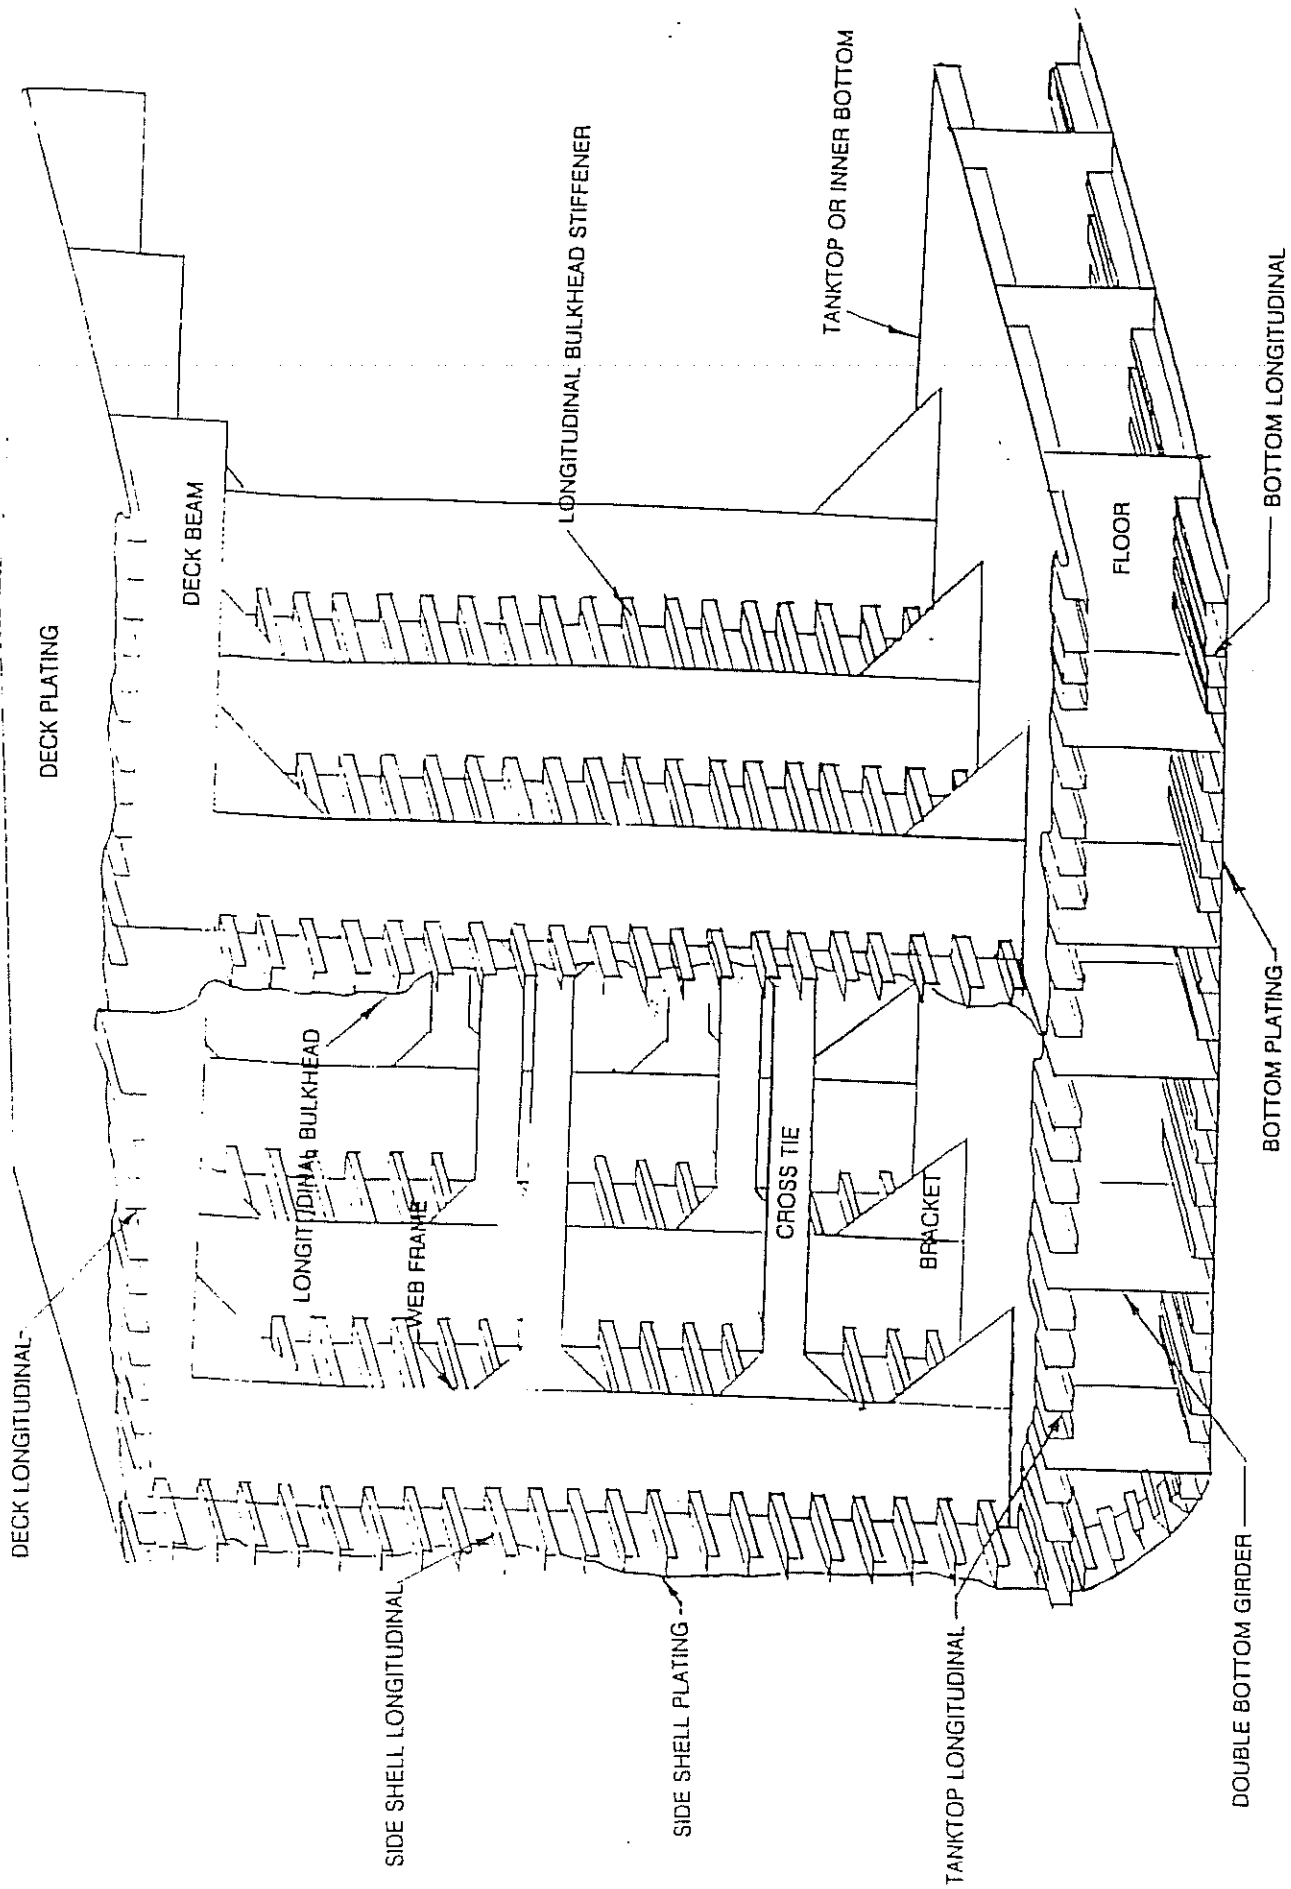 DECK LONGITUDINAL
DECK PLATING
DECK BEAM
LONGITUDINAL BULKHEAD
WEB FRAME
LONGITUDINAL BULKHEAD STIFFENER
SIDE SHELL LONGITUDINAL
SIDE SHELL PLATING
CROSS TIE
BRACKET
TANKTOP OR INNER BOTTOM
TANKTOP LONGITUDINAL
FLOOR
DOUBLE BOTTOM GIRDER
BOTTOM PLATING
BOTTOM LONGITUDINAL